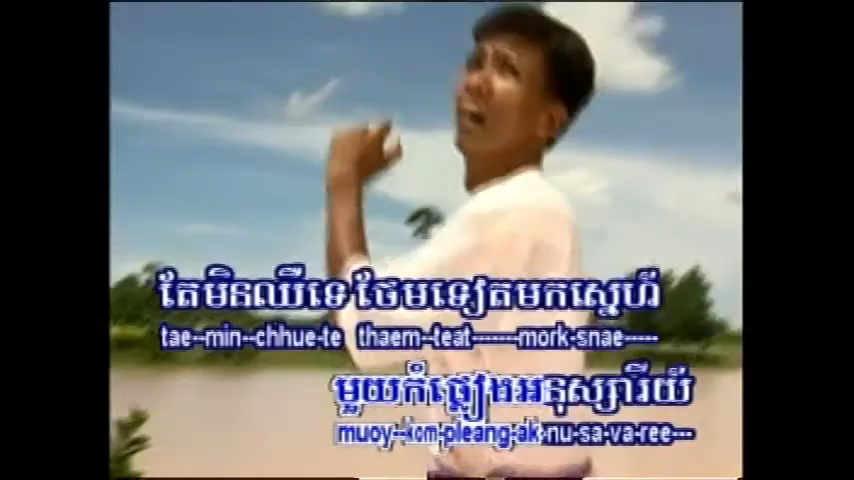 តែមិនឈឺទេ ថែមទៀតមកស្នេហ៍
tae--min--chhue-te thaem--teat-------mork-snae-----
មួយកំផ្លៀងអនុស្សាវរីយ៍
muoy--kom-pleang-ak-nu-sa-va-ree---